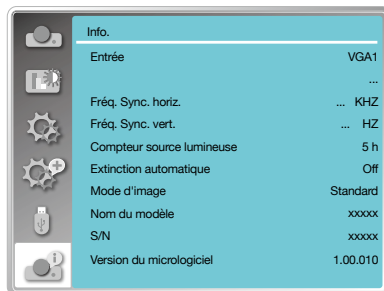 Info.
Entrée VGA1
...
Fréq. Sync. horiz. ... KHZ
Fréq. Sync. vert. ... HZ
Compteur source lumineuse 5 h
Extinction automatique Off
Mode d'image Standard
Nom du modèle xxxxx
S/N xxxxx
Version du micrologiciel 1.00.010